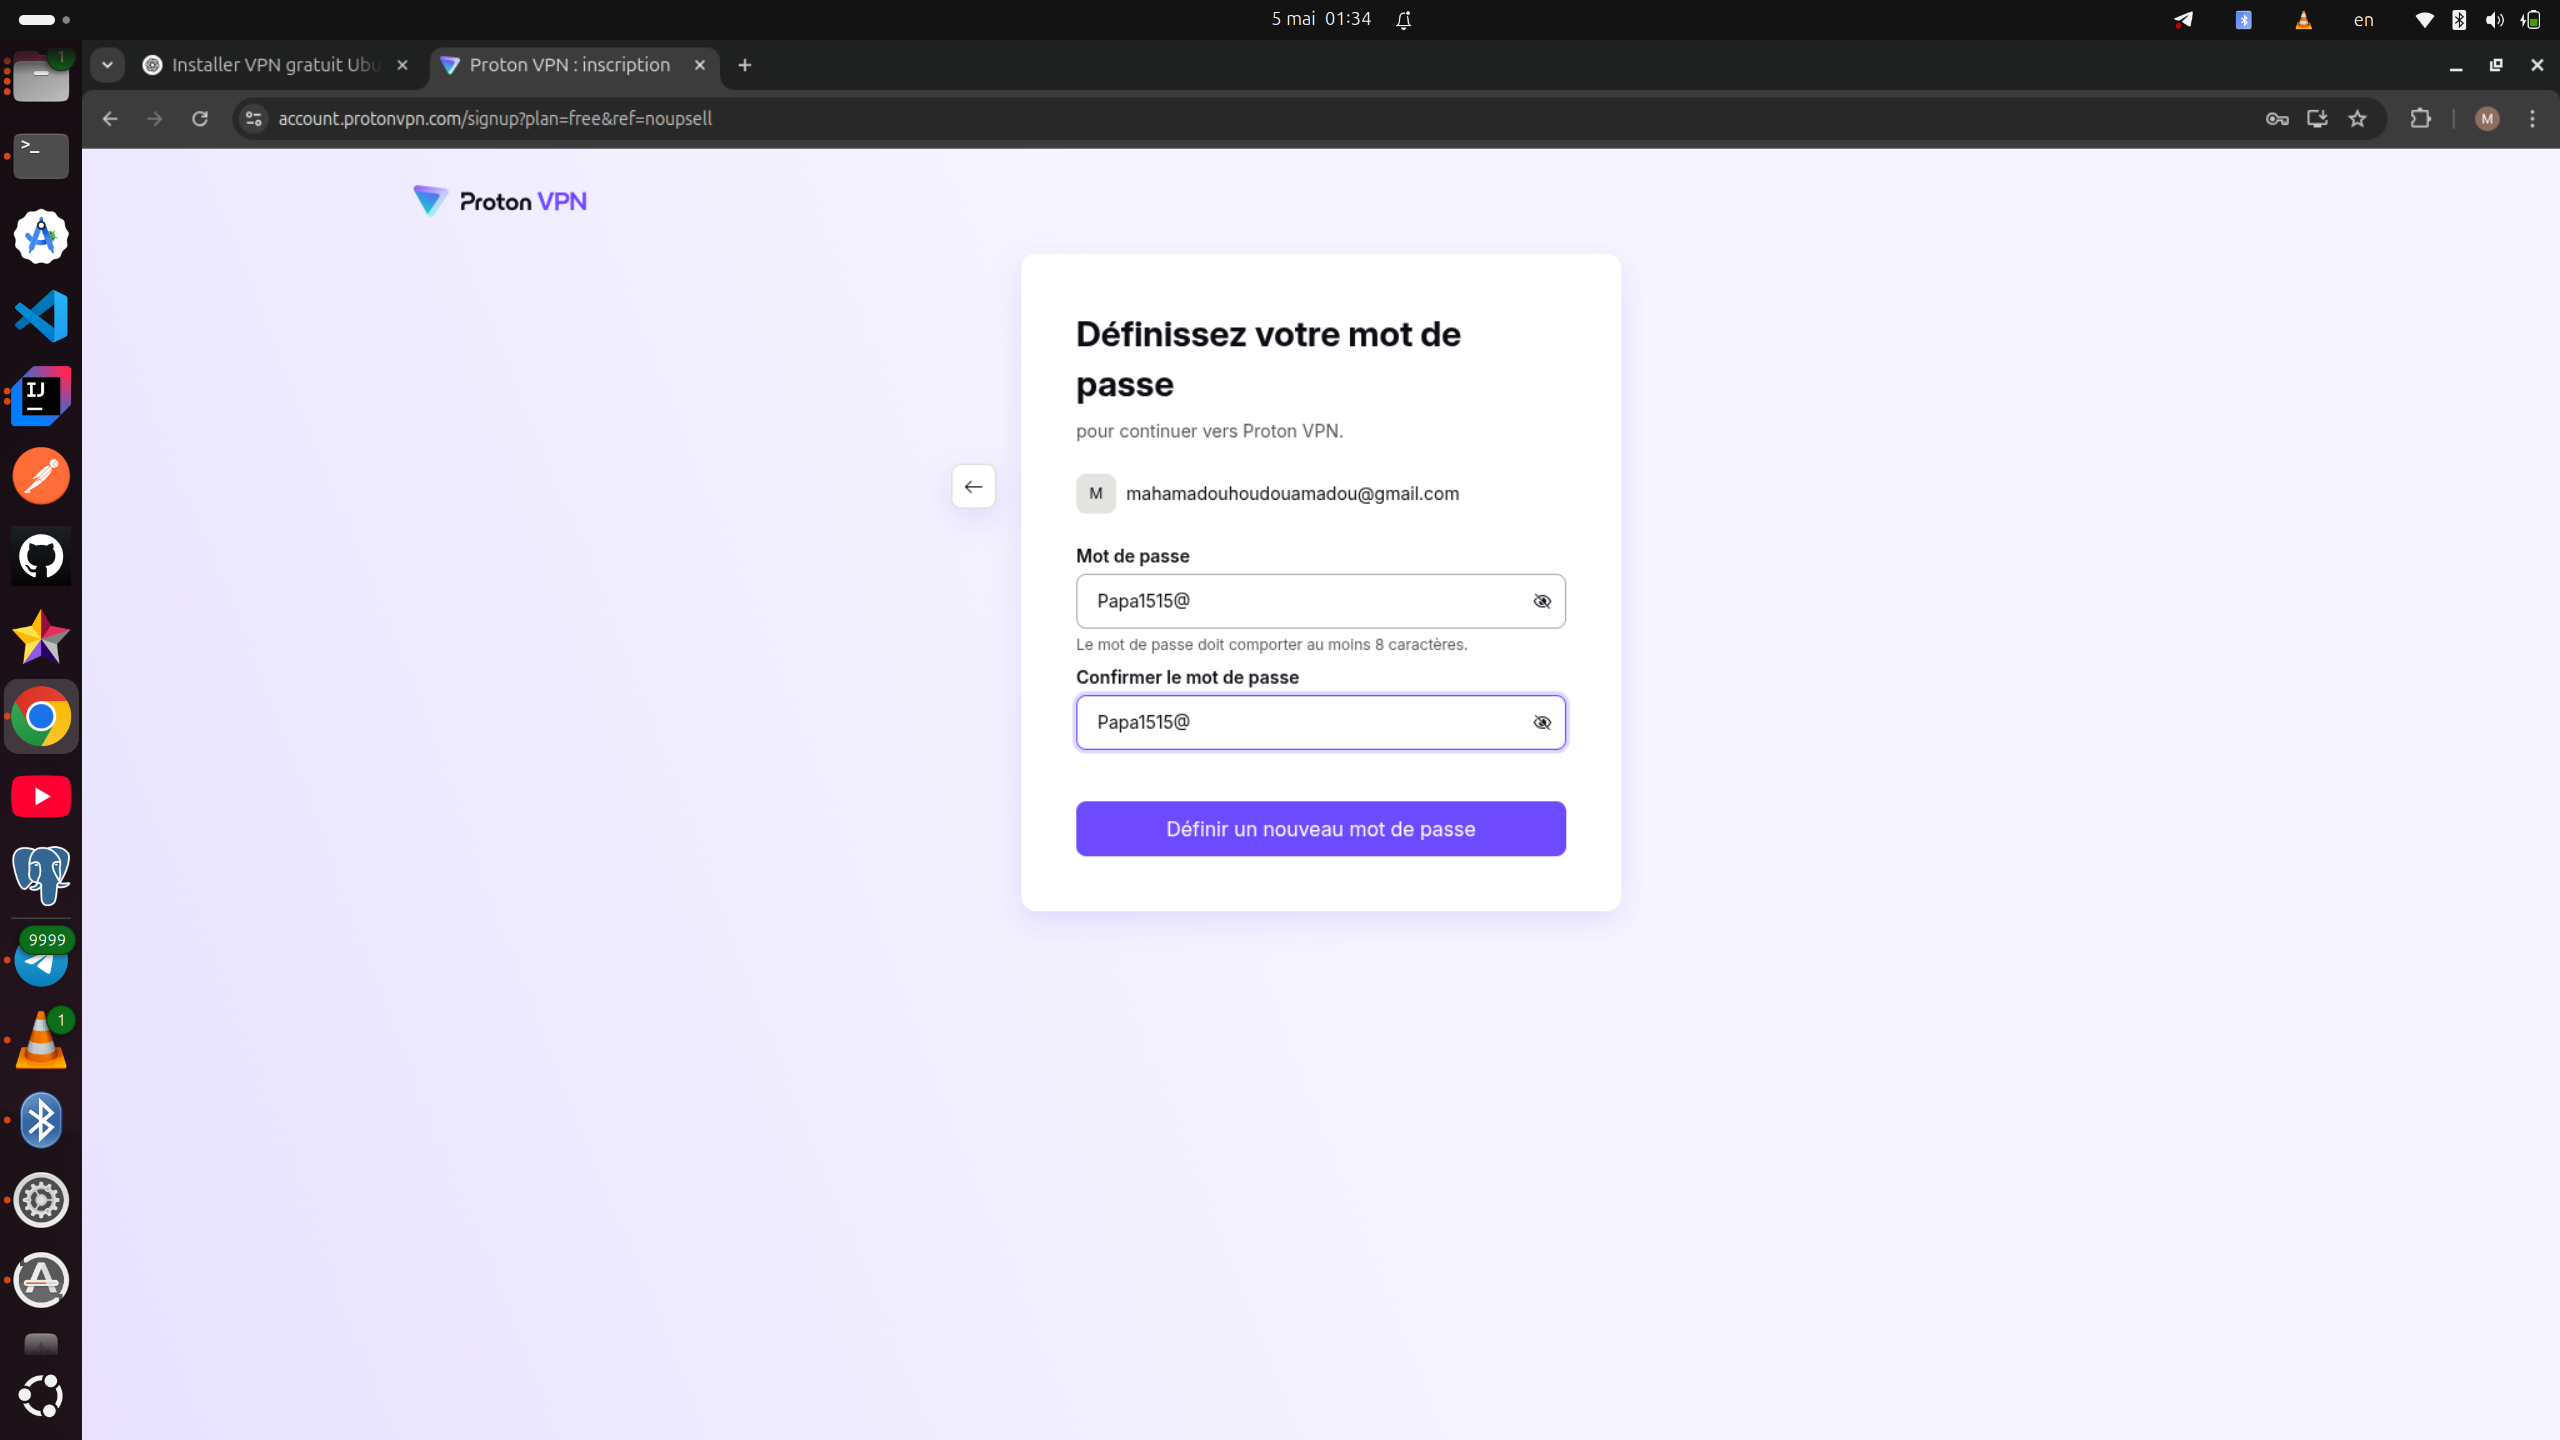 5 mai 01:34
en
1
Installer VPN gratuit Ubu
Proton VPN : inscription
account.protonvpn.com/signup?plan=free&ref=noupsell
M
>_
IJ
9999
1
Proton VPN
Définissez votre mot de
passe
pour continuer vers Proton VPN.
M mahamadouhoudouamadou@gmail.com
Mot de passe
Papa1515@
Le mot de passe doit comporter au moins 8 caractères.
Confirmer le mot de passe
Papa1515@
Définir un nouveau mot de passe